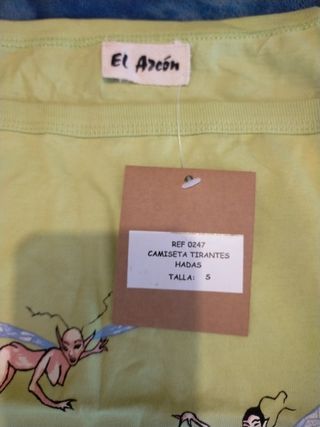 El Arcón
REF 0247
CAMISETA TIRANTES
HADAS
TALLA: S